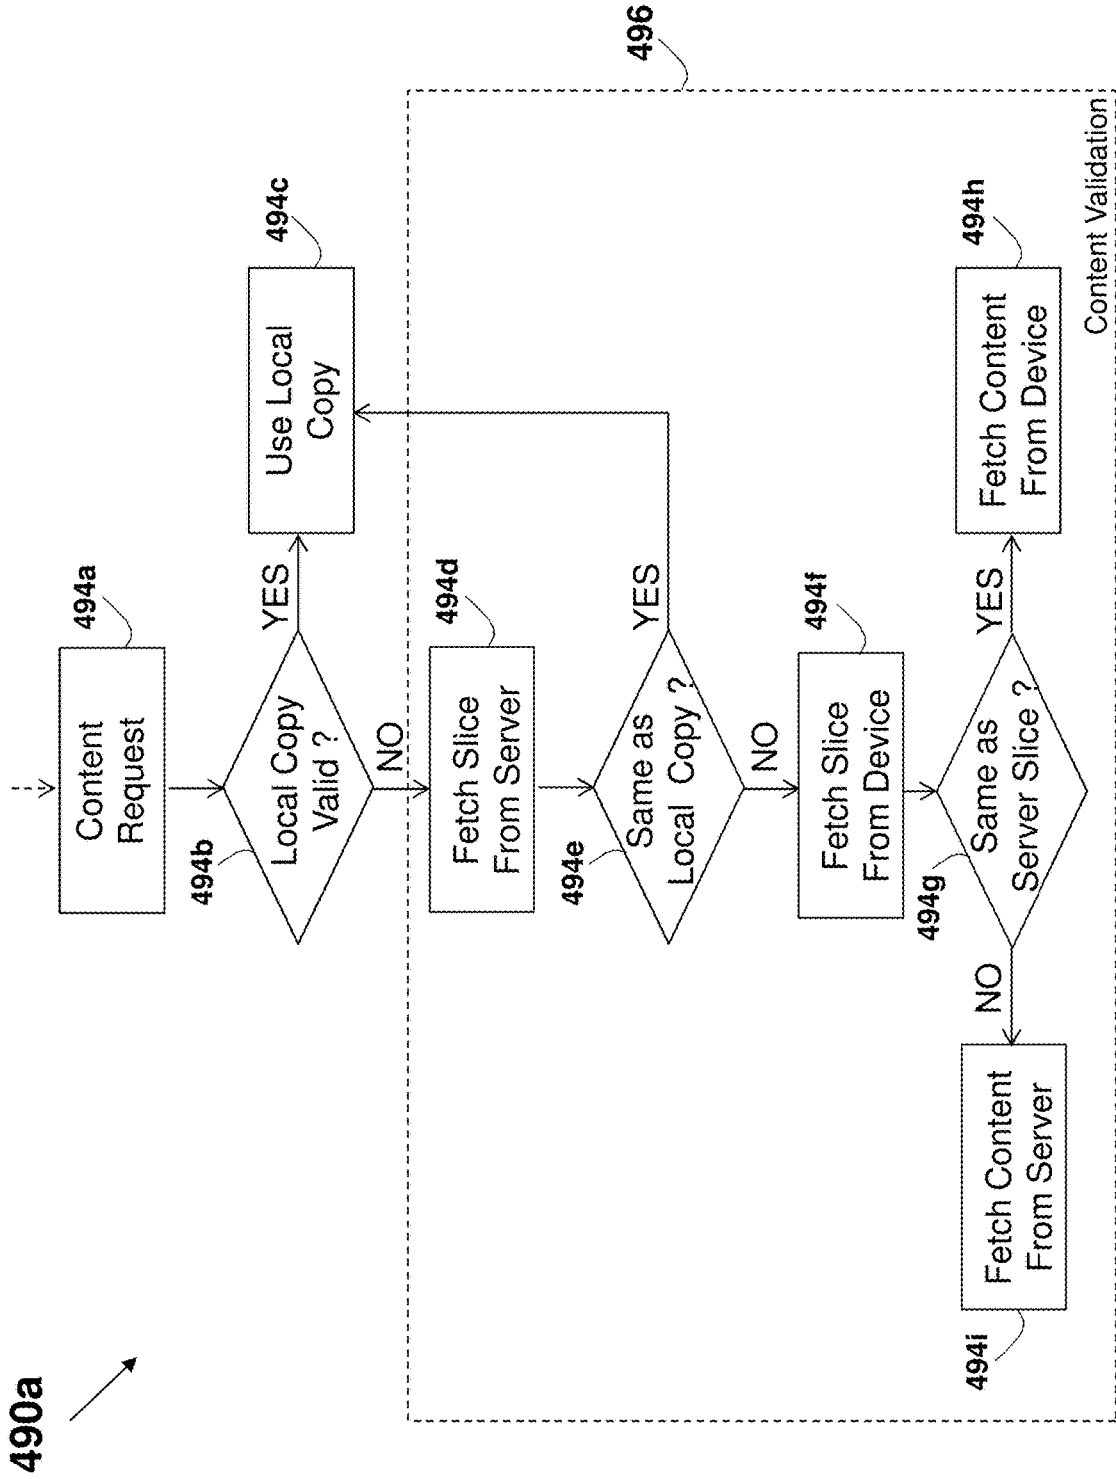 490a
494a
Content
Request
494b
Local Copy
Valid ?
YES
494c
Use Local
Copy
NO
496
494d
Fetch Slice
From Server
494e
Same as
Local Copy ?
YES
NO
494f
Fetch Slice
From Device
494g
Same as
Server Slice ?
YES
494h
Fetch Content
From Device
NO
494i
Fetch Content
From Server
Content Validation